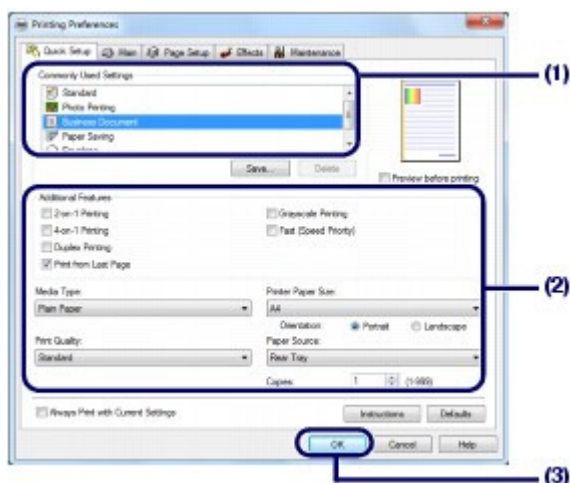 Printing Preferences
Quick Setup Main Page Setup Effects Maintenance
Commonly Used Settings
(1)
Standard
Photo Printing
Business Document
Paper Saving
Envelope
Save... Delete
Preview before printing
Additional Features
2-on-1 Printing Grayscale Printing
4-on-1 Printing Fast (Speed Priority)
Duplex Printing
Print from Last Page
(2)
Media Type: Printer Paper Size:
Plain Paper A4
Orientation: Portrait Landscape
Print Quality: Paper Source:
Standard Rear Tray
Copies: 1 (1-999)
Always Print with Current Settings Instructions Defaults
OK Cancel Help
(3)